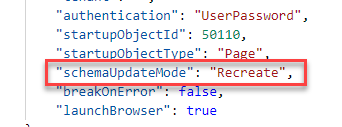 "authentication": "UserPassword",
"startupObjectId": 50110,
"startupObjectType": "Page",
"schemaUpdateMode": "Recreate",
"breakOnError": false,
"launchBrowser": true